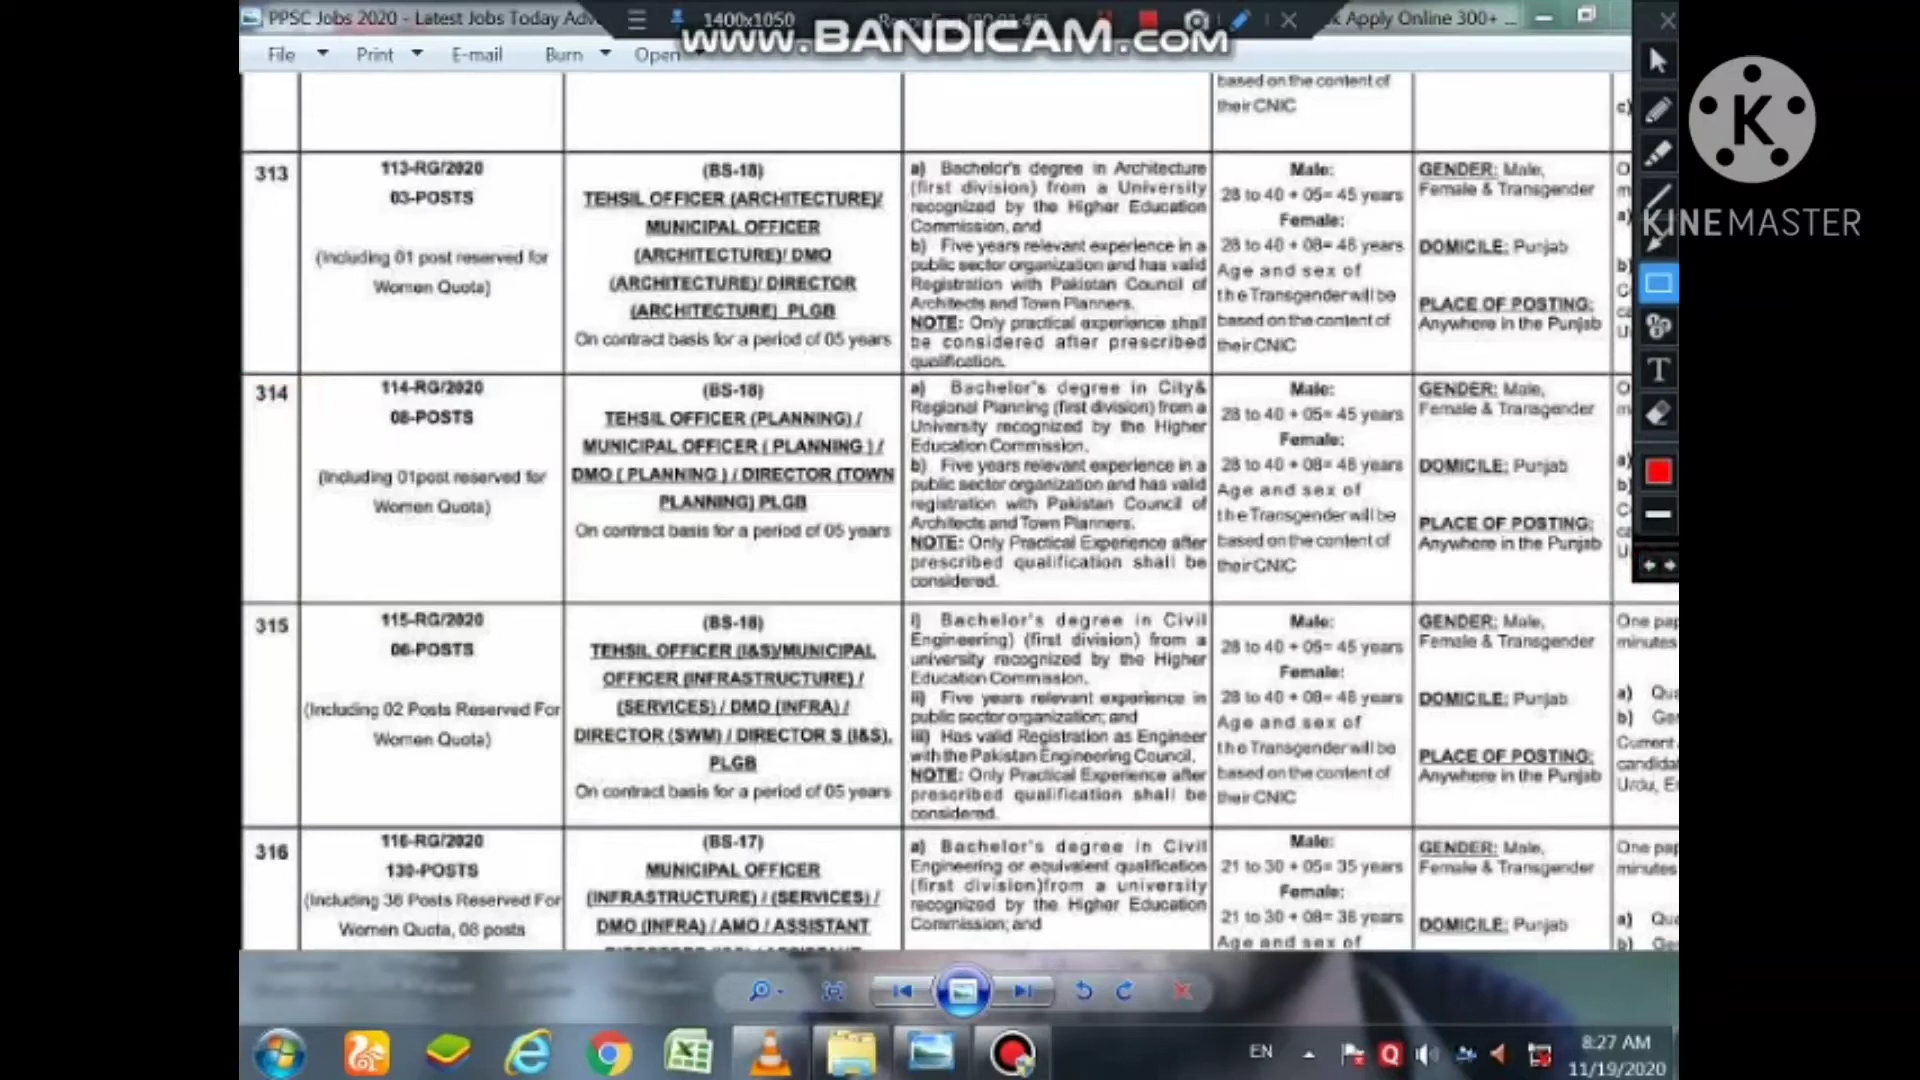 PPSC Jobs 2020 - Latest Jobs Today Adv
1400x1050
k Apply Online 300+ ...
www.BANDICAM.com
File Print E-mail Burn Open
based on the content of
their CNIC
c)
313
113-RG/2020
03-POSTS
(Including 01 post reserved for
Women Quota)
(BS-18)
TEHSIL OFFICER (ARCHITECTURE)/
MUNICIPAL OFFICER
(ARCHITECTURE)/ DMO
(ARCHITECTURE)/ DIRECTOR
(ARCHITECTURE) PLGB
On contract basis for a period of 05 years
a) Bachelor's degree in Architecture
(first division) from a University
recognized by the Higher Education
Commission, and
b) Five years relevant experience in a
public sector organization and has valid
Registration with Pakistan Council of
Architects and Town Planners.
NOTE: Only practical experience shall
be considered after prescribed
qualification.
Male:
28 to 40 + 05= 45 years
Female:
28 to 40 + 08= 48 years
Age and sex of
the Transgender will be
based on the content of
their CNIC
GENDER: Male,
Female & Transgender
DOMICILE: Punjab
PLACE OF POSTING:
Anywhere in the Punjab
314
114-RG/2020
08-POSTS
(Including 01post reserved for
Women Quota)
(BS-18)
TEHSIL OFFICER (PLANNING) /
MUNICIPAL OFFICER ( PLANNING ) /
DMO ( PLANNING ) / DIRECTOR (TOWN
PLANNING) PLGB
On contract basis for a period of 05 years
a) Bachelor's degree in City&
Regional Planning (first division) from a
University recognized by the Higher
Education Commission.
b) Five years relevant experience in a
public sector organization and has valid
registration with Pakistan Council of
Architects and Town Planners.
NOTE: Only Practical Experience after
prescribed qualification shall be
considered.
Male:
28 to 40 + 05= 45 years
Female:
28 to 40 + 08= 48 years
Age and sex of
the Transgender will be
based on the content of
their CNIC
GENDER: Male,
Female & Transgender
DOMICILE: Punjab
PLACE OF POSTING:
Anywhere in the Punjab
315
115-RG/2020
06-POSTS
(Including 02 Posts Reserved For
Women Quota)
(BS-18)
TEHSIL OFFICER (I&S)/MUNICIPAL
OFFICER (INFRASTRUCTURE) /
(SERVICES) / DMO (INFRA) /
DIRECTOR (SWM) / DIRECTOR S (I&S),
PLGB
On contract basis for a period of 05 years
i) Bachelor's degree in Civil
Engineering) (first division) from a
university recognized by the Higher
Education Commission.
ii) Five years relevant experience in
public sector organization; and
iii) Has valid Registration as Engineer
with the Pakistan Engineering Council.
NOTE: Only Practical Experience after
prescribed qualification shall be
considered.
Male:
28 to 40 + 05= 45 years
Female:
28 to 40 + 08= 48 years
Age and sex of
the Transgender will be
based on the content of
their CNIC
GENDER: Male,
Female & Transgender
DOMICILE: Punjab
PLACE OF POSTING:
Anywhere in the Punjab
One pap
minutes
a) Qua
b) Ge
Current
candida
Urdu, E
316
116-RG/2020
130-POSTS
(Including 38 Posts Reserved For
Women Quota, 06 posts
(BS-17)
MUNICIPAL OFFICER
(INFRASTRUCTURE) / (SERVICES) /
DMO (INFRA) / AMO / ASSISTANT
a) Bachelor's degree in Civil
Engineering or equivalent qualification
(first division)from a university
recognized by the Higher Education
Commission; and
Male:
21 to 30 + 05= 35 years
Female:
21 to 30 + 08= 38 years
Age and sex of
GENDER: Male,
Female & Transgender
DOMICILE: Punjab
One pap
minutes
a) Qua
b) Ge
K
KINEMASTER
EN
8:27 AM
11/19/2020